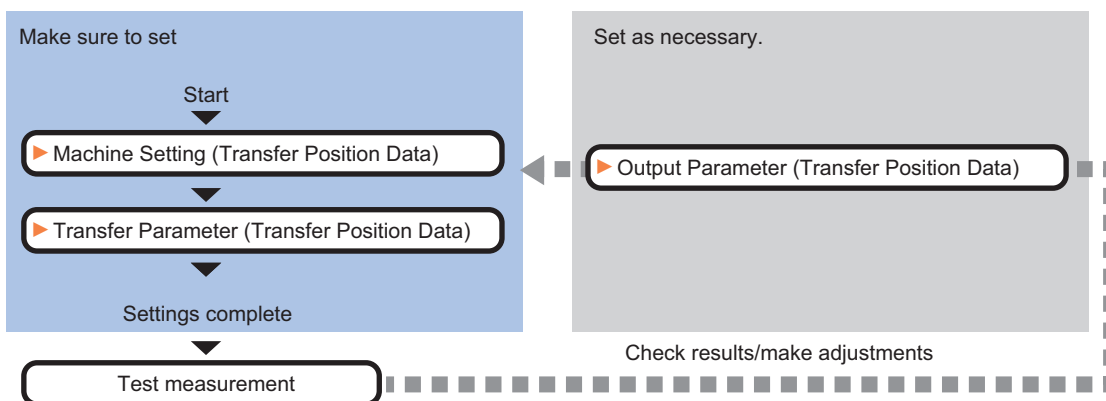 Make sure to set
Start
Machine Setting (Transfer Position Data)
Transfer Parameter (Transfer Position Data)
Settings complete
Test measurement
Set as necessary.
Output Parameter (Transfer Position Data)
Check results/make adjustments